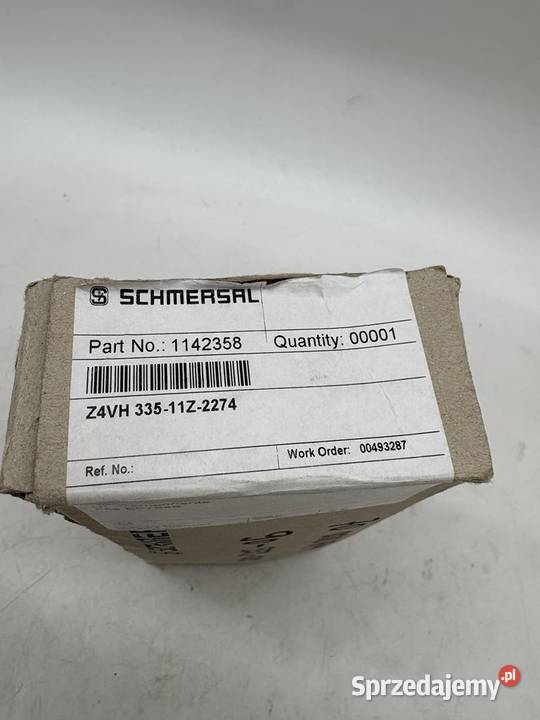 SCHMERSAL
Part No.: 1142358 Quantity: 00001
Z4VH 335-11Z-2274
Ref. No.: Work Order: 00493287
Sprzedajemy.pl